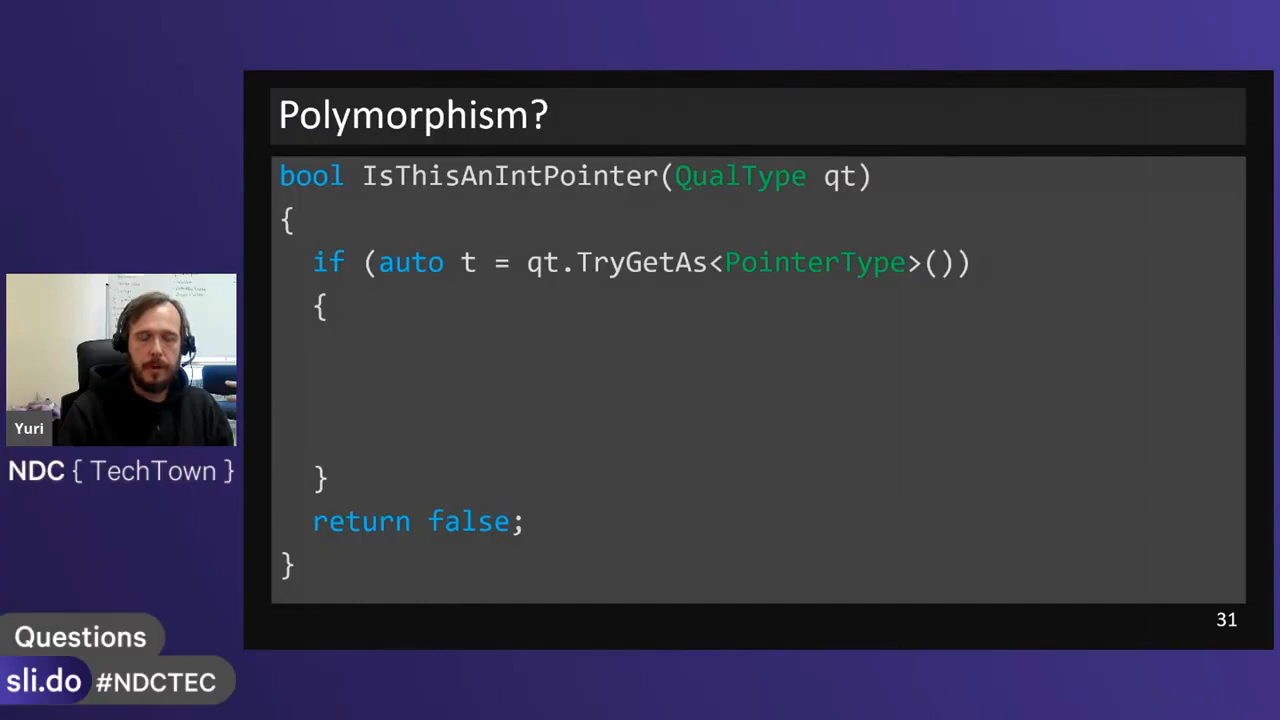 Polymorphism?
bool IsThisAnIntPointer(QualType qt)
{
if (auto t = qt.TryGetAs<PointerType>())
{
}
return false;
}
31
Yuri
NDC { TechTown }
Questions
sli.do #NDCTEC